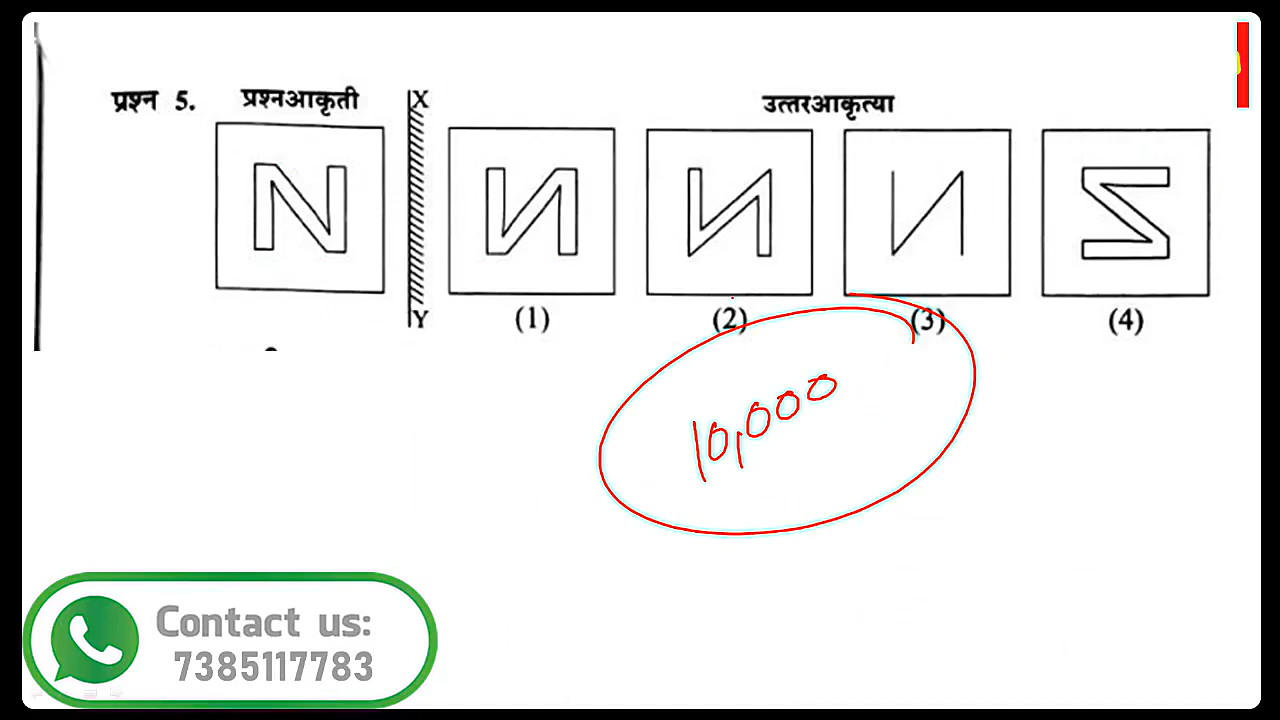 प्रश्न 5. प्रश्नआकृती X उत्तरआकृत्या
Y (1) (2) (3) (4)
10,000
Contact us:
7385117783